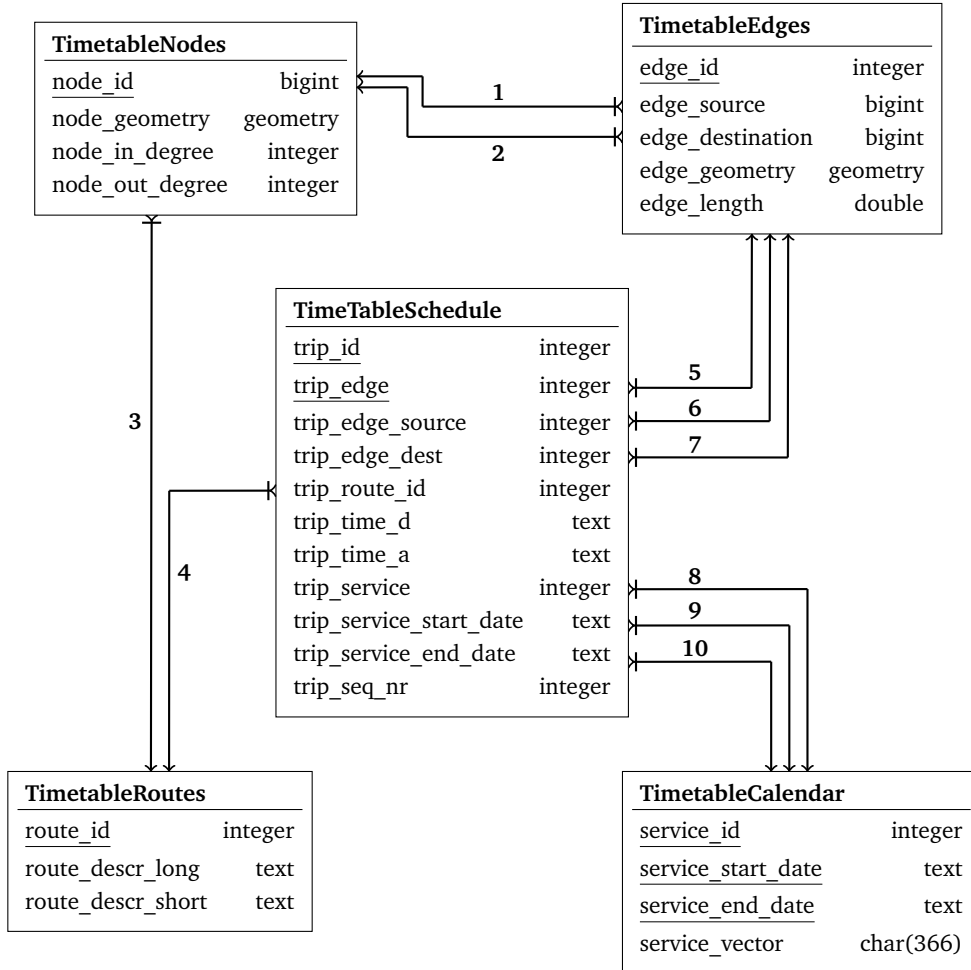 TimetableNodes
node_id bigint
node_geometry geometry
node_in_degree integer
node_out_degree integer
TimetableEdges
edge_id integer
edge_source bigint
edge_destination bigint
edge_geometry geometry
edge_length double
1
2
TimeTableSchedule
trip_id integer
trip_edge integer
trip_edge_source integer
trip_edge_dest integer
trip_route_id integer
trip_time_d text
trip_time_a text
trip_service integer
trip_service_start_date text
trip_service_end_date text
trip_seq_nr integer
5
6
7
3
4
8
9
10
TimetableRoutes
route_id integer
route_descr_long text
route_descr_short text
TimetableCalendar
service_id integer
service_start_date text
service_end_date text
service_vector char(366)